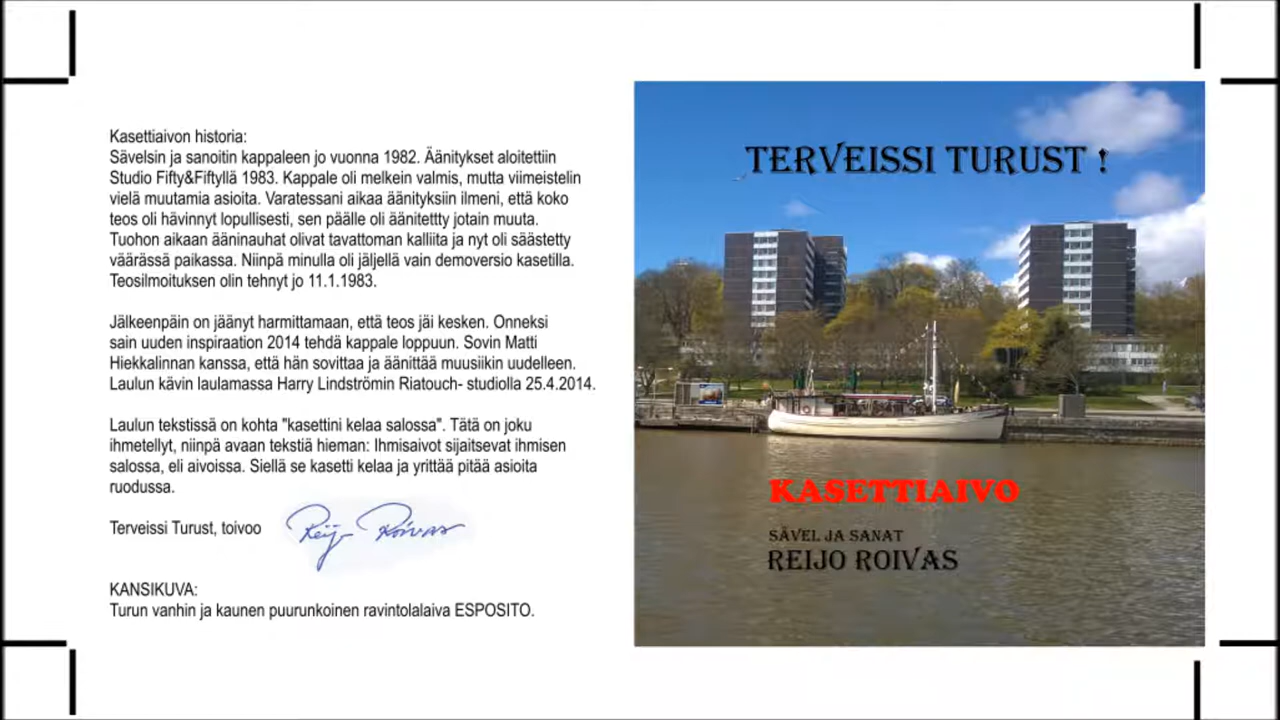 Kasettiaivon historia:
Sävelsin ja sanoitin kappaleen jo vuonna 1982. Äänitykset aloitettiin
Studio Fifty&Fiftyllä 1983. Kappale oli melkein valmis, mutta viimeistelin
vielä muutamia asioita. Varatessani aikaa äänityksiin ilmeni, että koko
teos oli hävinnyt lopullisesti, sen päälle oli äänitettty jotain muuta.
Tuohon aikaan ääninauhat olivat tavattoman kalliita ja nyt oli säästetty
väärässä paikassa. Niinpä minulla oli jäljellä vain demoversio kasetilla.
Teosilmoituksen olin tehnyt jo 11.1.1983.
Jälkeenpäin on jäänyt harmittamaan, että teos jäi kesken. Onneksi
sain uuden inspiraation 2014 tehdä kappale loppuun. Sovin Matti
Hiekkalinnan kanssa, että hän sovittaa ja äänittää muusiikin uudelleen.
Laulun kävin laulamassa Harry Lindströmin Riatouch- studiolla 25.4.2014.
Laulun tekstissä on kohta "kasettini kelaa salossa". Tätä on joku
ihmetellyt, niinpä avaan tekstiä hieman: Ihmisaivot sijaitsevat ihmisen
salossa, eli aivoissa. Siellä se kasetti kelaa ja yrittää pitää asioita
ruodussa.
Terveissi Turust, toivoo Reijo Roivas
KANSIKUVA:
Turun vanhin ja kaunen puurunkoinen ravintolalaiva ESPOSITO.
TERVEISSI TURUST !
KASETTIAIVO
SÄVEL JA SANAT
REIJO ROIVAS